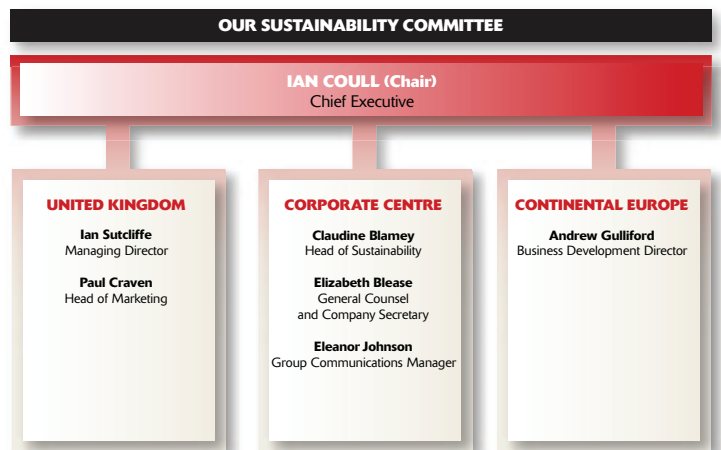 OUR SUSTAINABILITY COMMITTEE
IAN COULL (Chair)
Chief Executive
UNITED KINGDOM
Ian Sutcliffe
Managing Director
Paul Craven
Head of Marketing
CORPORATE CENTRE
Claudine Blamey
Head of Sustainability
Elizabeth Blease
General Counsel
and Company Secretary
Eleanor Johnson
Group Communications Manager
CONTINENTAL EUROPE
Andrew Gulliford
Business Development Director